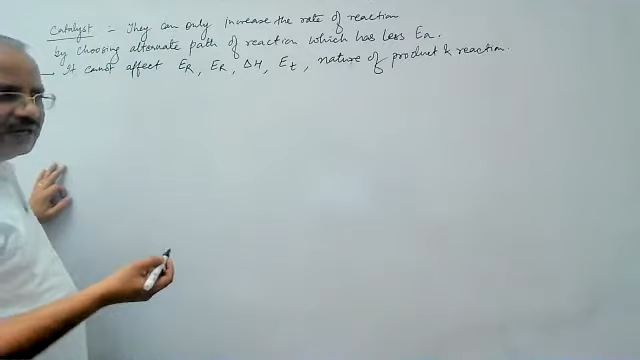 Catalyst - They can only increase the rate of reaction
by choosing alternate path of reaction which has less Ea.
- It cannot affect ER, ER, ΔH, Et, nature of product & reaction.